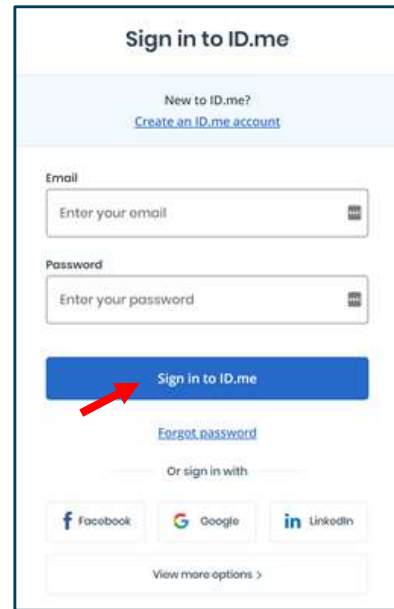 Sign in to ID.me
New to ID.me?
Create an ID.me account
Email
Enter your email
Password
Enter your password
Sign in to ID.me
Forgot password
Or sign in with
Facebook Google LinkedIn
View more options >